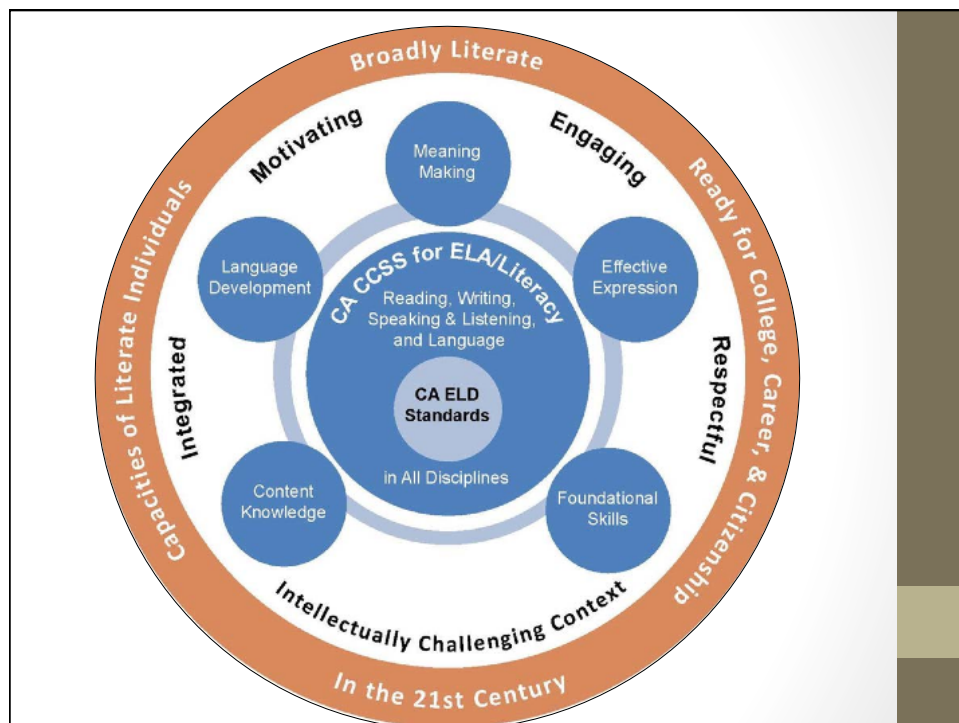 Broadly Literate
Ready for College, Career, & Citizenship
In the 21st Century
Capacities of Literate Individuals
Motivating
Engaging
Respectful
Intellectually Challenging Context
Integrated
Meaning
Making
Effective
Expression
Foundational
Skills
Content
Knowledge
Language
Development
CA CCSS for ELA/Literacy
Reading, Writing,
Speaking & Listening,
and Language
CA ELD
Standards
in All Disciplines